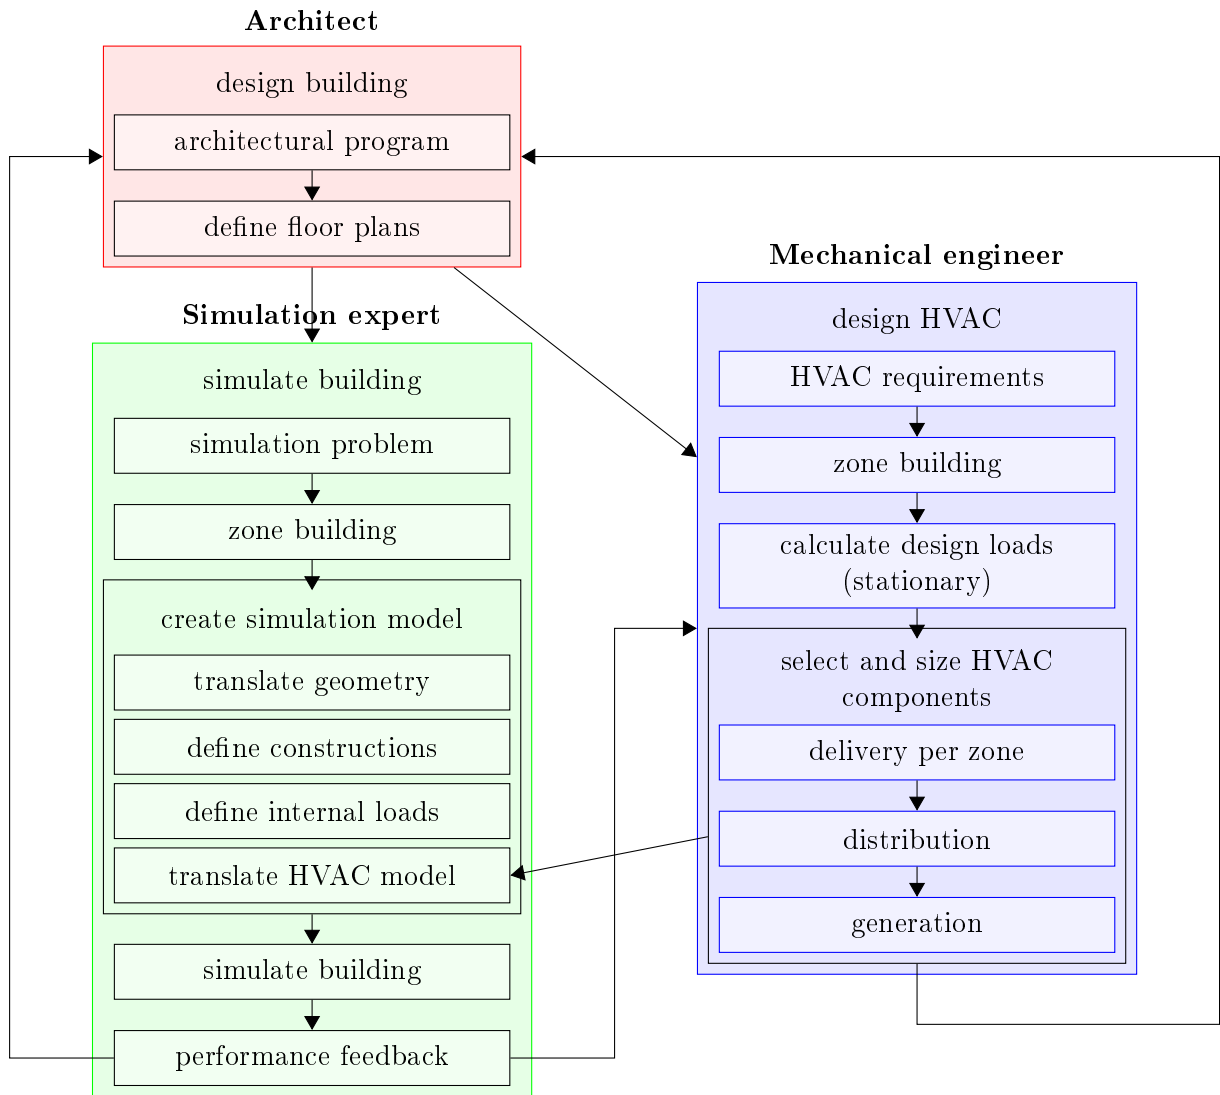 Architect
design building
architectural program
define floor plans
Simulation expert
simulate building
simulation problem
zone building
create simulation model
translate geometry
define constructions
define internal loads
translate HVAC model
simulate building
performance feedback
Mechanical engineer
design HVAC
HVAC requirements
zone building
calculate design loads
(stationary)
select and size HVAC
components
delivery per zone
distribution
generation